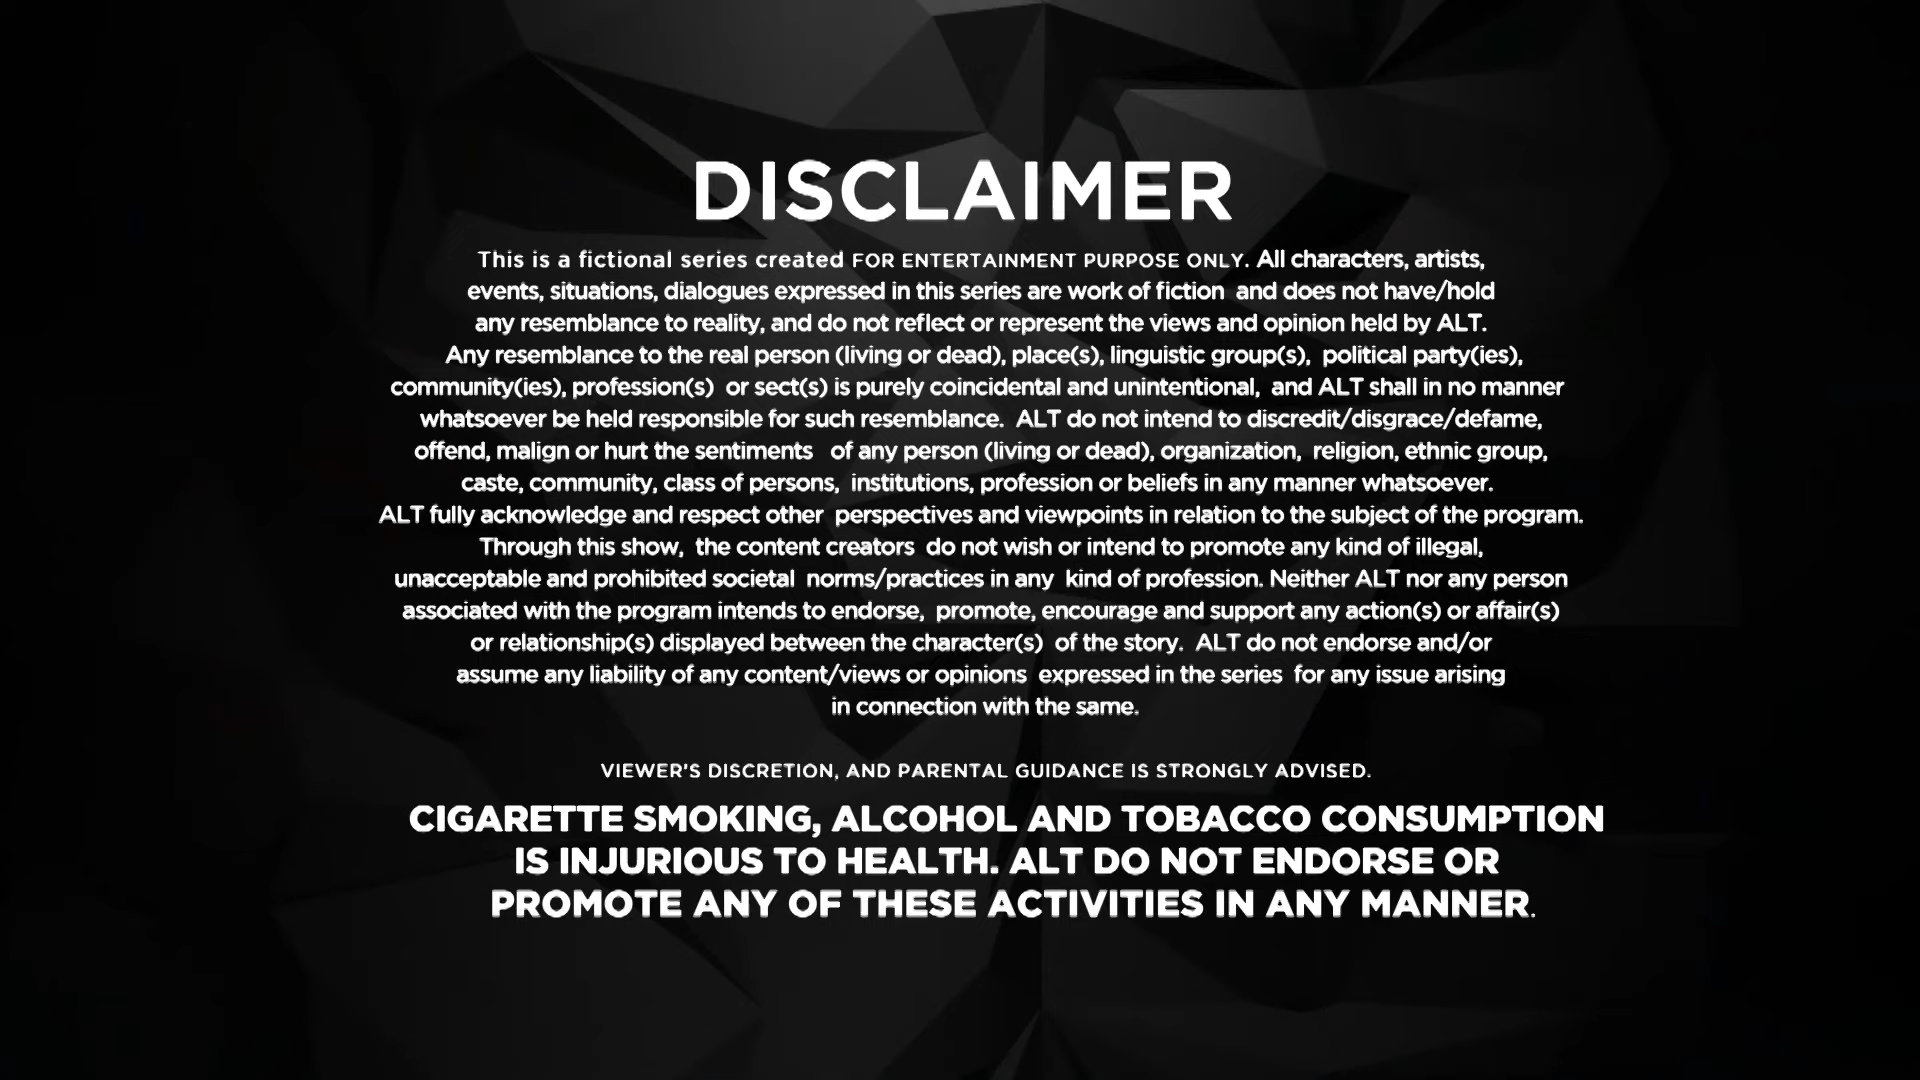 DISCLAIMER
This is a fictional series created FOR ENTERTAINMENT PURPOSE ONLY. All characters, artists,
events, situations, dialogues expressed in this series are work of fiction and does not have/hold
any resemblance to reality, and do not reflect or represent the views and opinion held by ALT.
Any resemblance to the real person (living or dead), place(s), linguistic group(s), political party(ies),
community(ies), profession(s) or sect(s) is purely coincidental and unintentional, and ALT shall in no manner
whatsoever be held responsible for such resemblance. ALT do not intend to discredit/disgrace/defame,
offend, malign or hurt the sentiments of any person (living or dead), organization, religion, ethnic group,
caste, community, class of persons, institutions, profession or beliefs in any manner whatsoever.
ALT fully acknowledge and respect other perspectives and viewpoints in relation to the subject of the program.
Through this show, the content creators do not wish or intend to promote any kind of illegal,
unacceptable and prohibited societal norms/practices in any kind of profession. Neither ALT nor any person
associated with the program intends to endorse, promote, encourage and support any action(s) or affair(s)
or relationship(s) displayed between the character(s) of the story. ALT do not endorse and/or
assume any liability of any content/views or opinions expressed in the series for any issue arising
in connection with the same.
VIEWER'S DISCRETION, AND PARENTAL GUIDANCE IS STRONGLY ADVISED.
CIGARETTE SMOKING, ALCOHOL AND TOBACCO CONSUMPTION
IS INJURIOUS TO HEALTH. ALT DO NOT ENDORSE OR
PROMOTE ANY OF THESE ACTIVITIES IN ANY MANNER.